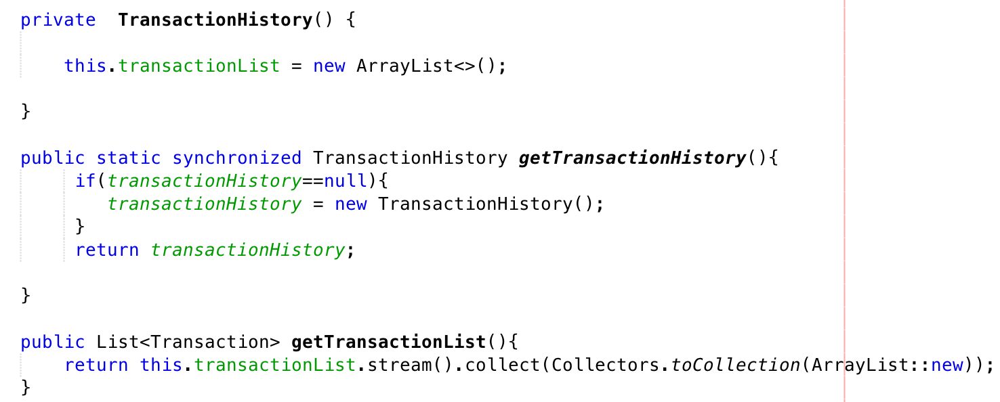 private  TransactionHistory() {
this.transactionList = new ArrayList<>();
}
public static synchronized TransactionHistory getTransactionHistory(){
if(transactionHistory==null){
transactionHistory = new TransactionHistory();
}
return transactionHistory;
}
public List<Transaction> getTransactionList(){
return this.transactionList.stream().collect(Collectors.toCollection(ArrayList::new));
}